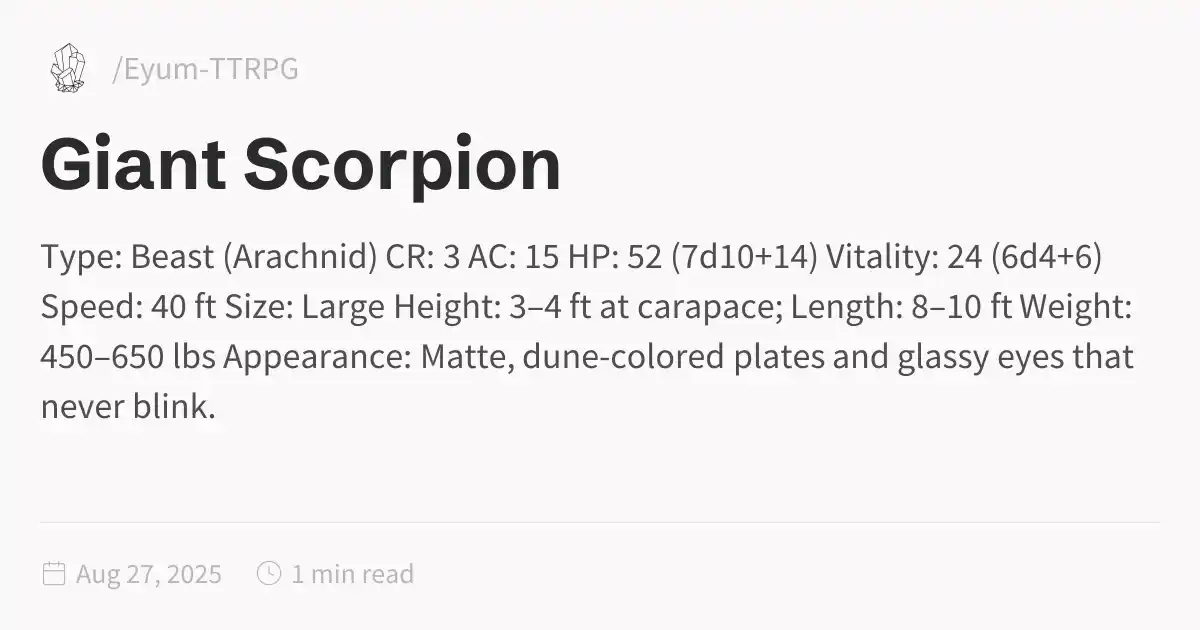 /Eyum-TTRPG
Giant Scorpion
Type: Beast (Arachnid) CR: 3 AC: 15 HP: 52 (7d10+14) Vitality: 24 (6d4+6)
Speed: 40 ft Size: Large Height: 3–4 ft at carapace; Length: 8–10 ft Weight:
450–650 lbs Appearance: Matte, dune-colored plates and glassy eyes that
never blink.
Aug 27, 2025 1 min read